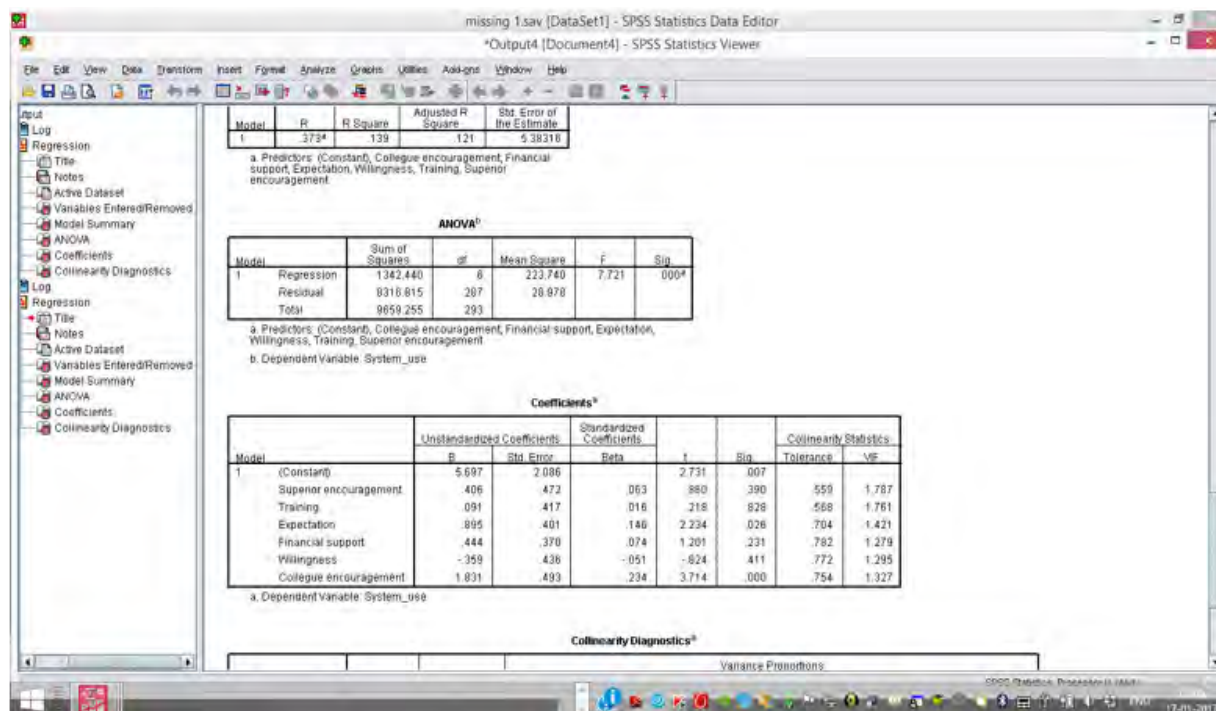 missing 1.sav [DataSet1] - SPSS Statistics Data Editor
*Output4 [Document4] - SPSS Statistics Viewer
File Edit View Data Transform Insert Format Analyze Graphs Utilities Add-ons Window Help
Log
Regression
Title
Notes
Active Dataset
Variables Entered/Removed
Model Summary
ANOVA
Coefficients
Collinearity Diagnostics
Log
Regression
Title
Notes
Active Dataset
Variables Entered/Removed
Model Summary
ANOVA
Coefficients
Collinearity Diagnostics
Model R R Square Adjusted R Square Std. Error of the Estimate
1 .373a .139 .121 5.38316
a. Predictors: (Constant), Collegue encouragement, Financial
support, Expectation, Willingness, Training, Superior
encouragement
ANOVAb
Model Sum of Squares df Mean Square F Sig.
1 Regression 1342.440 6 223.740 7.721 .000a
Residual 8316.815 287 28.978
Total 9659.255 293
a. Predictors: (Constant), Collegue encouragement, Financial support, Expectation,
Willingness, Training, Superior encouragement
b. Dependent Variable: System_use
Coefficientsa
Unstandardized Coefficients Standardized Coefficients Collinearity Statistics
Model B Std. Error Beta t Sig. Tolerance VIF
1 (Constant) 5.697 2.086 2.731 .007
Superior encouragement .406 .472 .063 .860 .390 .559 1.787
Training .091 .417 .016 .218 .828 .568 1.761
Expectation .895 .401 .146 2.234 .026 .704 1.421
Financial support .444 .370 .074 1.201 .231 .782 1.279
Willingness -.359 .436 -.051 -.824 .411 .772 1.295
Collegue encouragement 1.831 .493 .234 3.714 .000 .754 1.327
a. Dependent Variable: System_use
Collinearity Diagnosticsa
Variance Proportions
SPSS Statistics Processor is ready
ENG